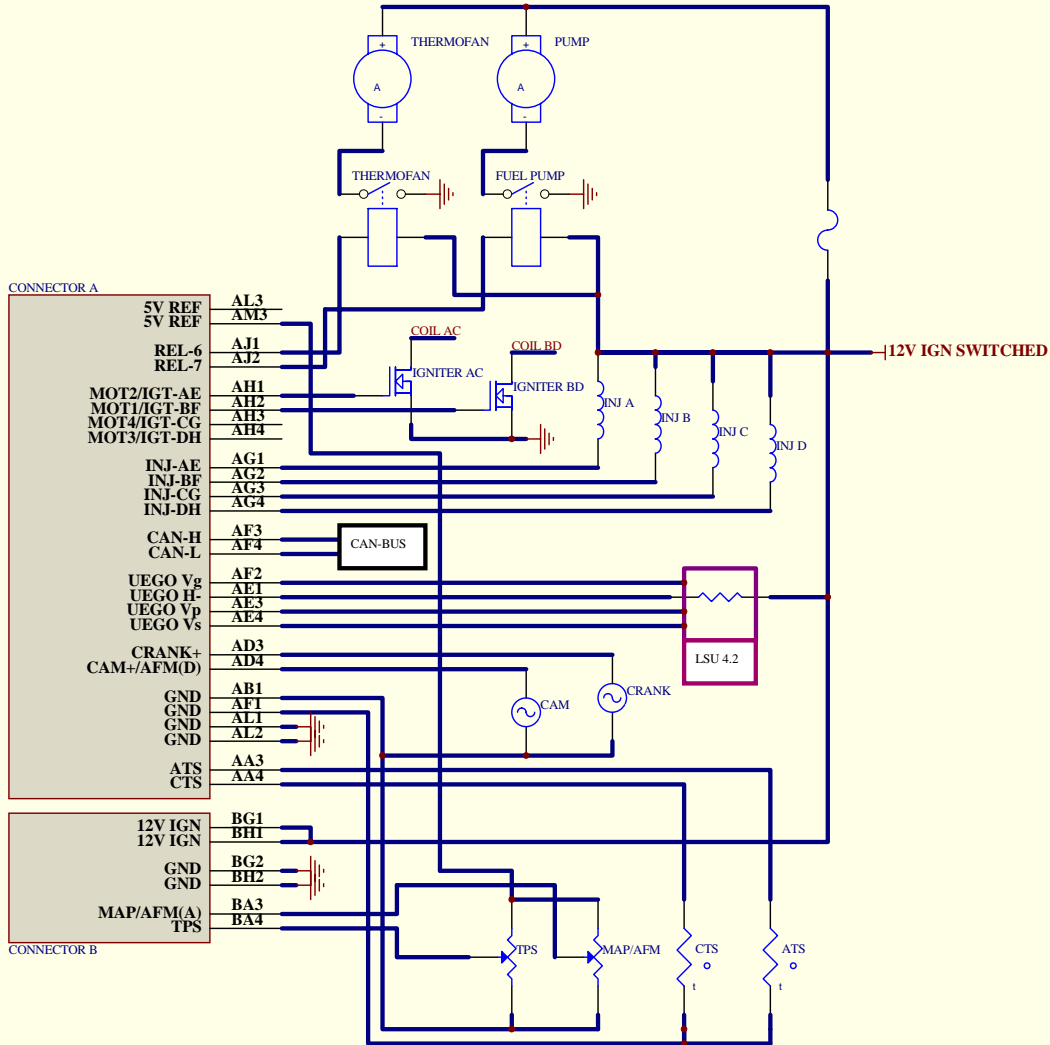 THERMOFAN
PUMP
+
+
A
A
-
-
THERMOFAN
FUEL PUMP
CONNECTOR A
5V REF AL3
5V REF AM3
REL-6 AJ1
REL-7 AJ2
MOT2/IGT-AE AH1
MOT1/IGT-BF AH2
MOT4/IGT-CG AH3
MOT3/IGT-DH AH4
INJ-AE AG1
INJ-BF AG2
INJ-CG AG3
INJ-DH AG4
CAN-H AF3
CAN-L AF4
UEGO Vg AF2
UEGO H- AE1
UEGO Vp AE3
UEGO Vs AE4
CRANK+ AD3
CAM+/AFM(D) AD4
GND AB1
GND AF1
GND AL1
GND AL2
ATS AA3
CTS AA4
COIL AC
COIL BD
IGNITER AC
IGNITER BD
12V IGN SWITCHED
INJ A
INJ B
INJ C
INJ D
CAN-BUS
LSU 4.2
CAM
CRANK
12V IGN BG1
12V IGN BH1
GND BG2
GND BH2
MAP/AFM(A) BA3
TPS BA4
CONNECTOR B
TPS
MAP/AFM
CTS
ATS
t
t